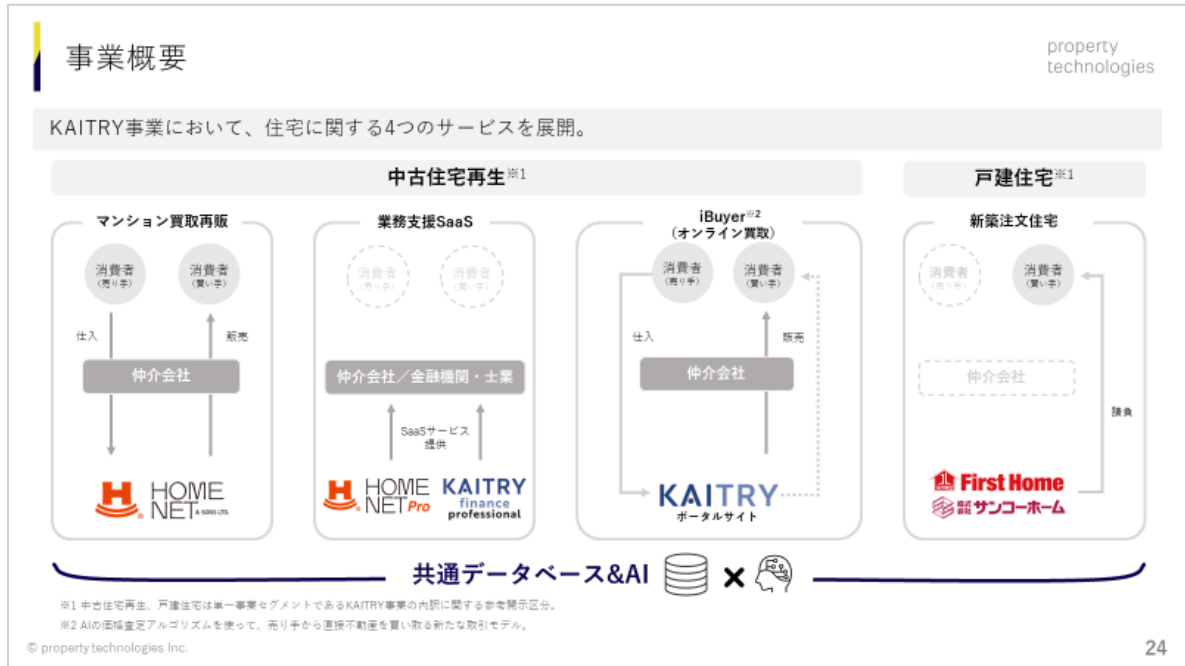 事業概要
property
technologies
KAITRY事業において、住宅に関する4つのサービスを展開。
中古住宅再生※1
戸建住宅※1
マンション買取再販
消費者
(売り手)
消費者
(買い手)
仕入
販売
仲介会社
HOME
NET
& SONS LTD.
業務支援SaaS
消費者
(売り手)
消費者
(買い手)
仲介会社/金融機関・士業
SaaSサービス
提供
HOME
NET Pro
KAITRY
finance
professional
iBuyer※2
(オンライン買取)
消費者
(売り手)
消費者
(買い手)
仕入
販売
仲介会社
KAITRY
ポータルサイト
新築注文住宅
消費者
(売り手)
消費者
(買い手)
仲介会社
請負
First Home
株式会社 サンコーホーム
共通データベース&AI
※1 中古住宅再生、戸建住宅は単一事業セグメントであるKAITRY事業の内訳に関する参考開示区分。
※2 AIの価格査定アルゴリズムを使って、売り手から直接不動産を買い取る新たな取引モデル。
© property technologies Inc.
24